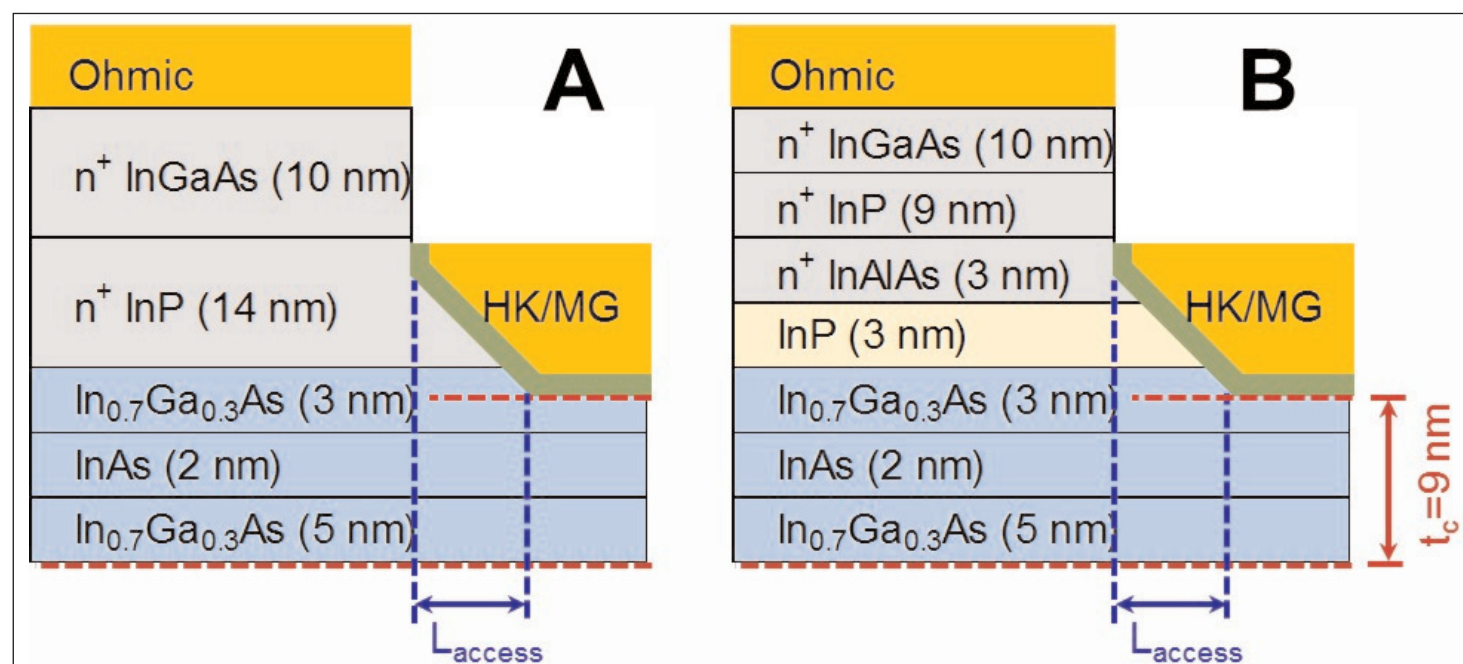 A
Ohmic
n⁺ InGaAs (10 nm)
n⁺ InP (14 nm)
HK/MG
In₀.₇Ga₀.₃As (3 nm)
InAs (2 nm)
In₀.₇Ga₀.₃As (5 nm)
Lₐccess
B
Ohmic
n⁺ InGaAs (10 nm)
n⁺ InP (9 nm)
n⁺ InAlAs (3 nm)
HK/MG
InP (3 nm)
In₀.₇Ga₀.₃As (3 nm)
InAs (2 nm)
In₀.₇Ga₀.₃As (5 nm)
t_c=9 nm
L_access